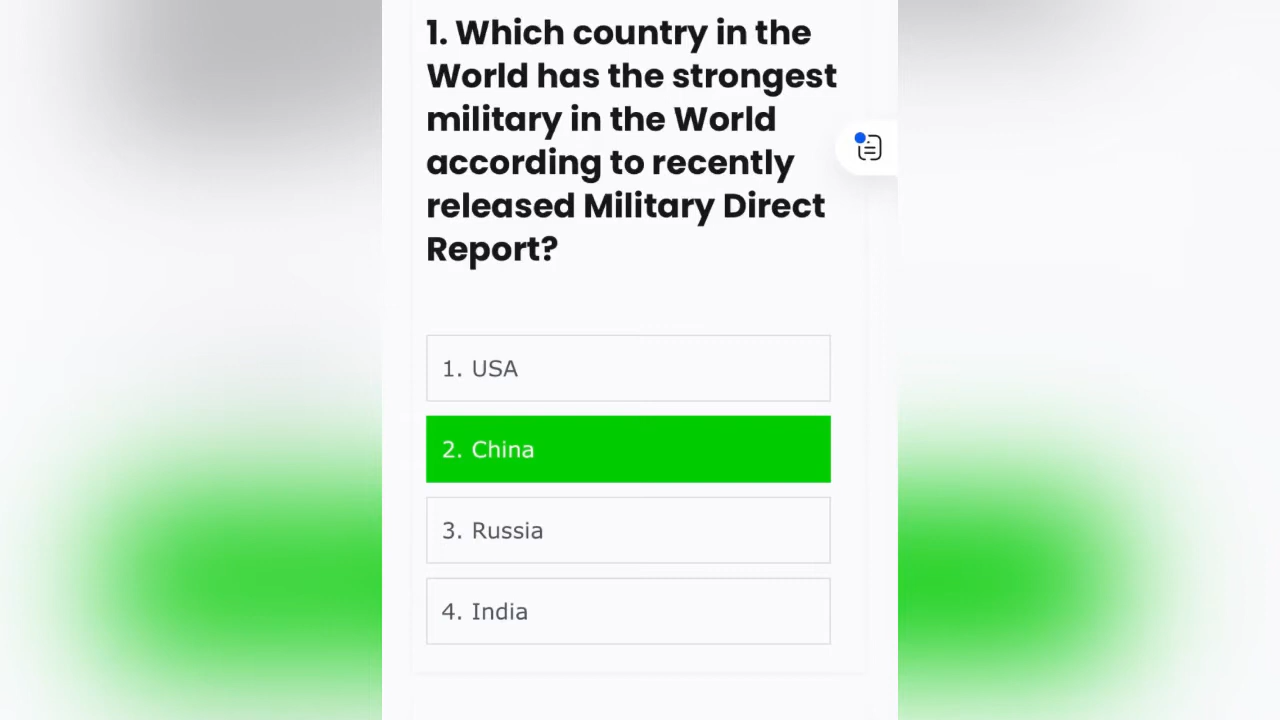 1. Which country in the
World has the strongest
military in the World
according to recently
released Military Direct
Report?
1. USA
2. China
3. Russia
4. India